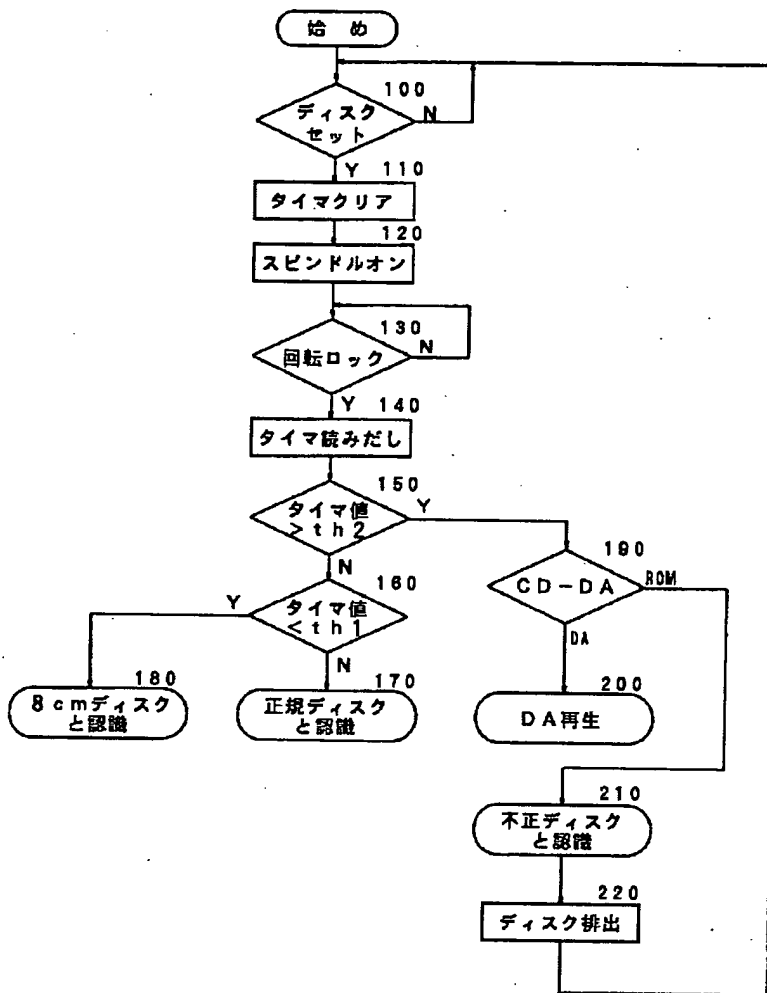 始め
100
ディスク
セット
N
Y
110
タイマクリア
120
スピンドルオン
130
回転ロック
N
Y
140
タイマ読みだし
150
タイマ値
>th2
Y
N
160
タイマ値
<th1
Y
N
190
CD-DA
ROM
DA
180
8cmディスク
と認識
170
正規ディスク
と認識
200
DA再生
210
不正ディスク
と認識
220
ディスク排出